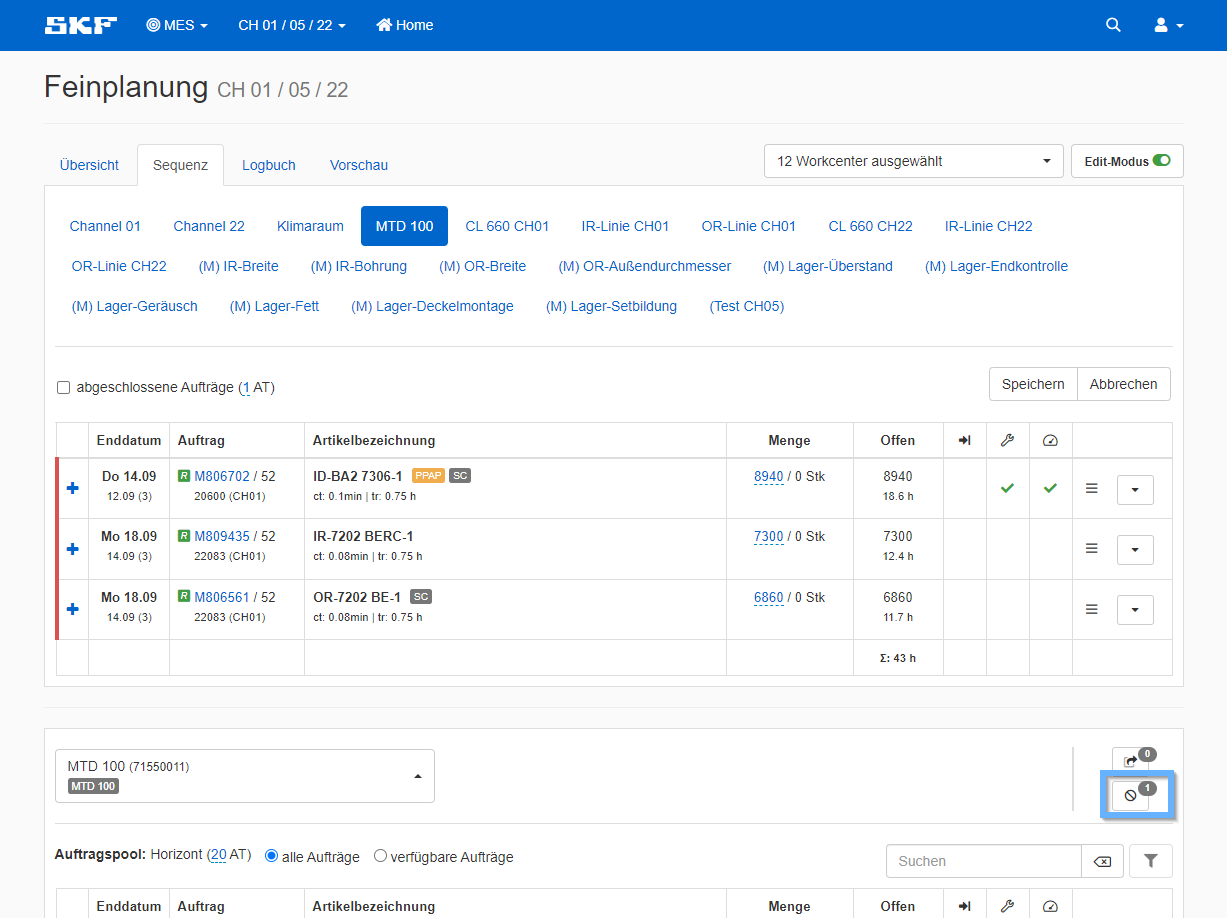 SKF MES CH 01 / 05 / 22 Home
Feinplanung CH 01 / 05 / 22
Übersicht Sequenz Logbuch Vorschau 12 Workcenter ausgewählt Edit-Modus
Channel 01 Channel 22 Klimaraum MTD 100 CL 660 CH01 IR-Linie CH01 OR-Linie CH01 CL 660 CH22 IR-Linie CH22
OR-Linie CH22 (M) IR-Breite (M) IR-Bohrung (M) OR-Breite (M) OR-Außendurchmesser (M) Lager-Überstand (M) Lager-Endkontrolle
(M) Lager-Geräusch (M) Lager-Fett (M) Lager-Deckelmontage (M) Lager-Setbildung (Test CH05)
abgeschlossene Aufträge (1 AT) Speichern Abbrechen
Enddatum Auftrag Artikelbezeichnung Menge Offen
Do 14.09 R M806702 / 52 ID-BA2 7306-1 PPAP SC 8940 / 0 Stk 8940
12.09 (3) 20600 (CH01) ct: 0.1min | tr: 0.75 h 18.6 h
Mo 18.09 R M809435 / 52 IR-7202 BERC-1 7300 / 0 Stk 7300
14.09 (3) 22083 (CH01) ct: 0.08min | tr: 0.75 h 12.4 h
Mo 18.09 R M806561 / 52 OR-7202 BE-1 SC 6860 / 0 Stk 6860
14.09 (3) 22083 (CH01) ct: 0.08min | tr: 0.75 h 11.7 h
Σ: 43 h
MTD 100 (71550011) 0
MTD 100 1
Auftragspool: Horizont (20 AT) alle Aufträge verfügbare Aufträge Suchen
Enddatum Auftrag Artikelbezeichnung Menge Offen